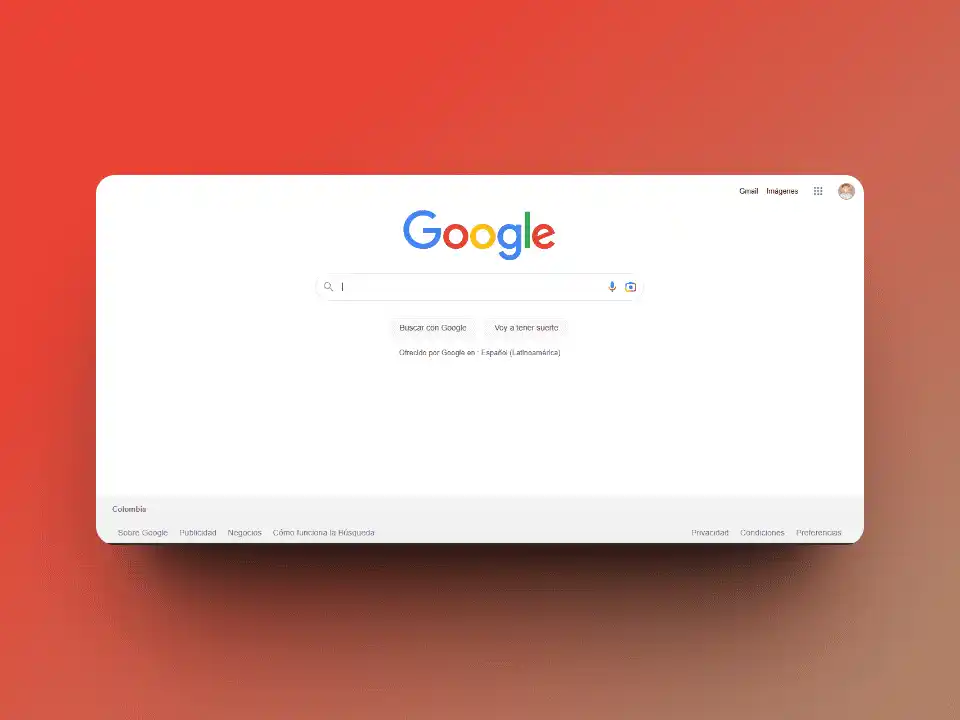 Gmail Imágenes
Google
Buscar con Google Voy a tener suerte
Ofrecido por Google en : Español (Latinoamérica)
Colombia
Sobre Google Publicidad Negocios Cómo funciona la Búsqueda Privacidad Condiciones Preferencias